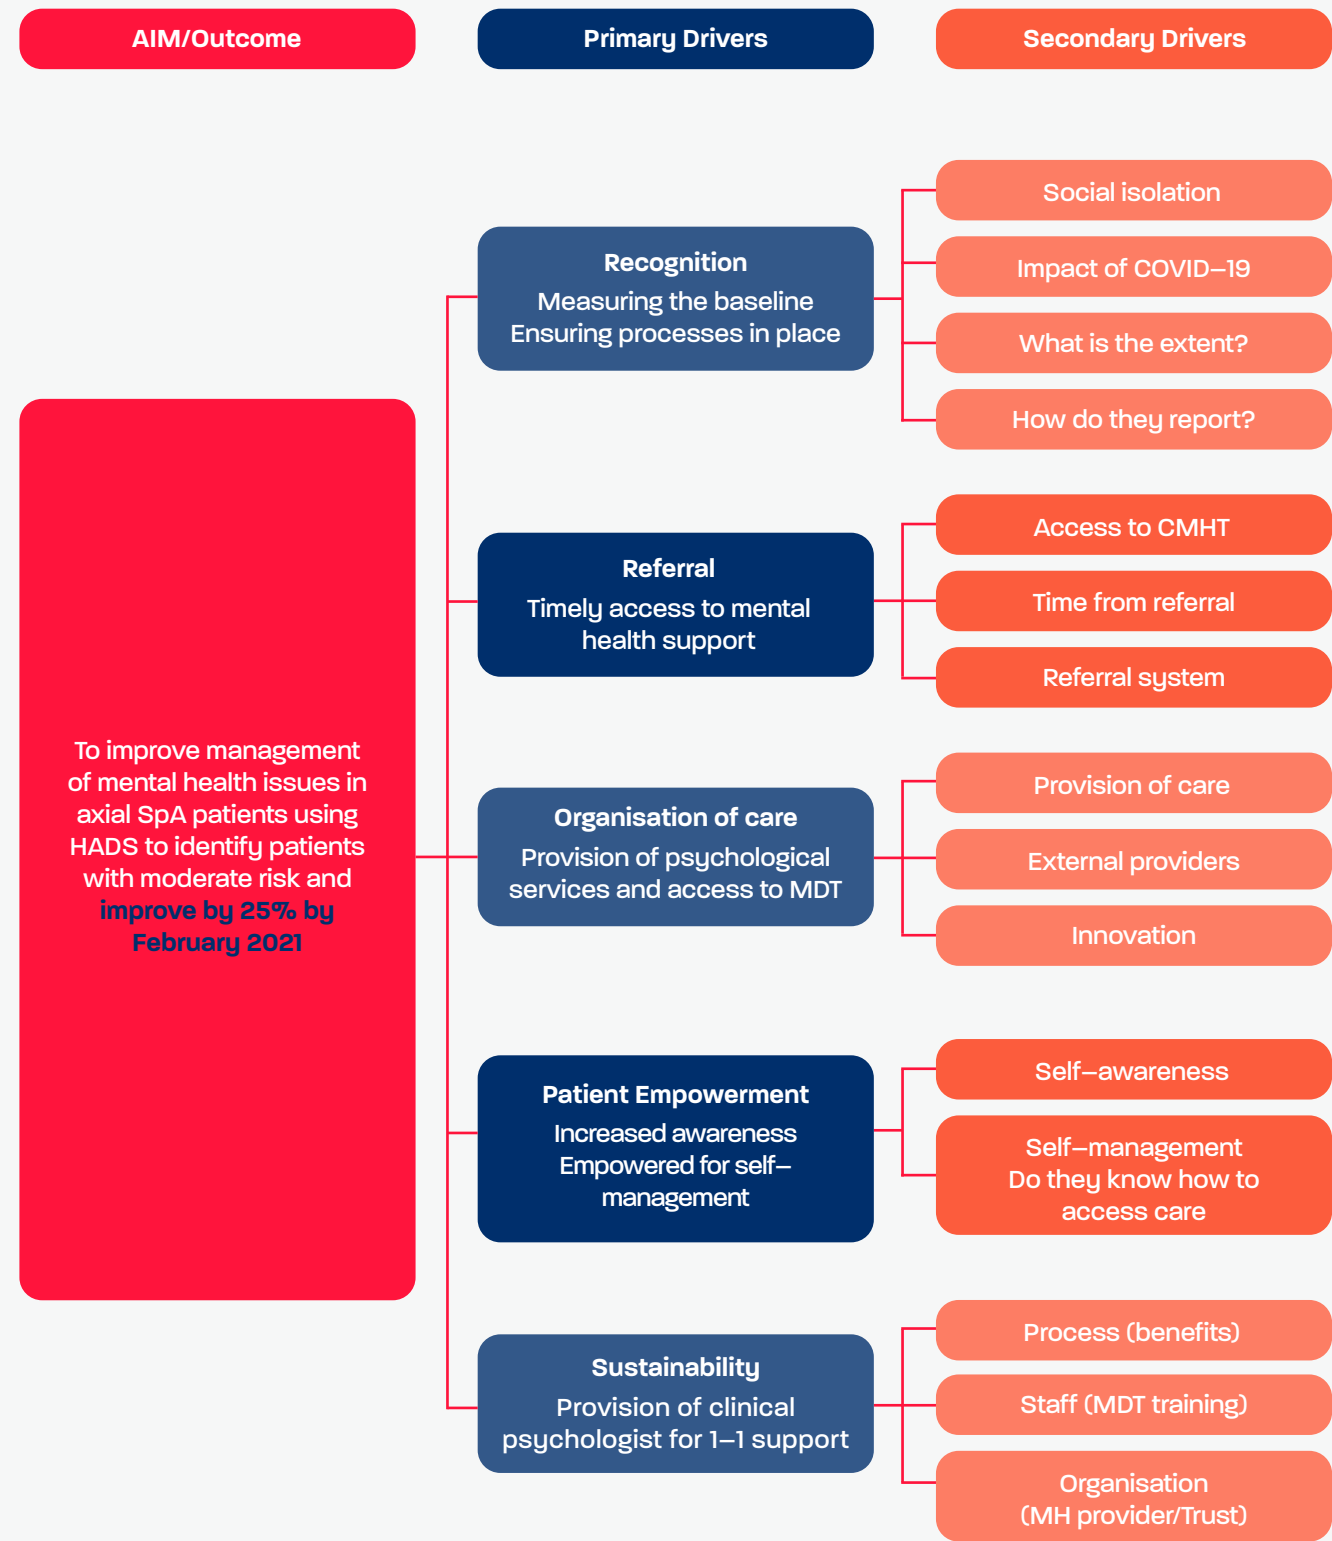 AIM/Outcome
Primary Drivers
Secondary Drivers
To improve management
of mental health issues in
axial SpA patients using
HADS to identify patients
with moderate risk and
improve by 25% by
February 2021
Recognition
Measuring the baseline
Ensuring processes in place
Social isolation
Impact of COVID–19
What is the extent?
How do they report?
Referral
Timely access to mental
health support
Access to CMHT
Time from referral
Referral system
Organisation of care
Provision of psychological
services and access to MDT
Provision of care
External providers
Innovation
Patient Empowerment
Increased awareness
Empowered for self–
management
Self–awareness
Self–management
Do they know how to
access care
Sustainability
Provision of clinical
psychologist for 1–1 support
Process (benefits)
Staff (MDT training)
Organisation
(MH provider/Trust)